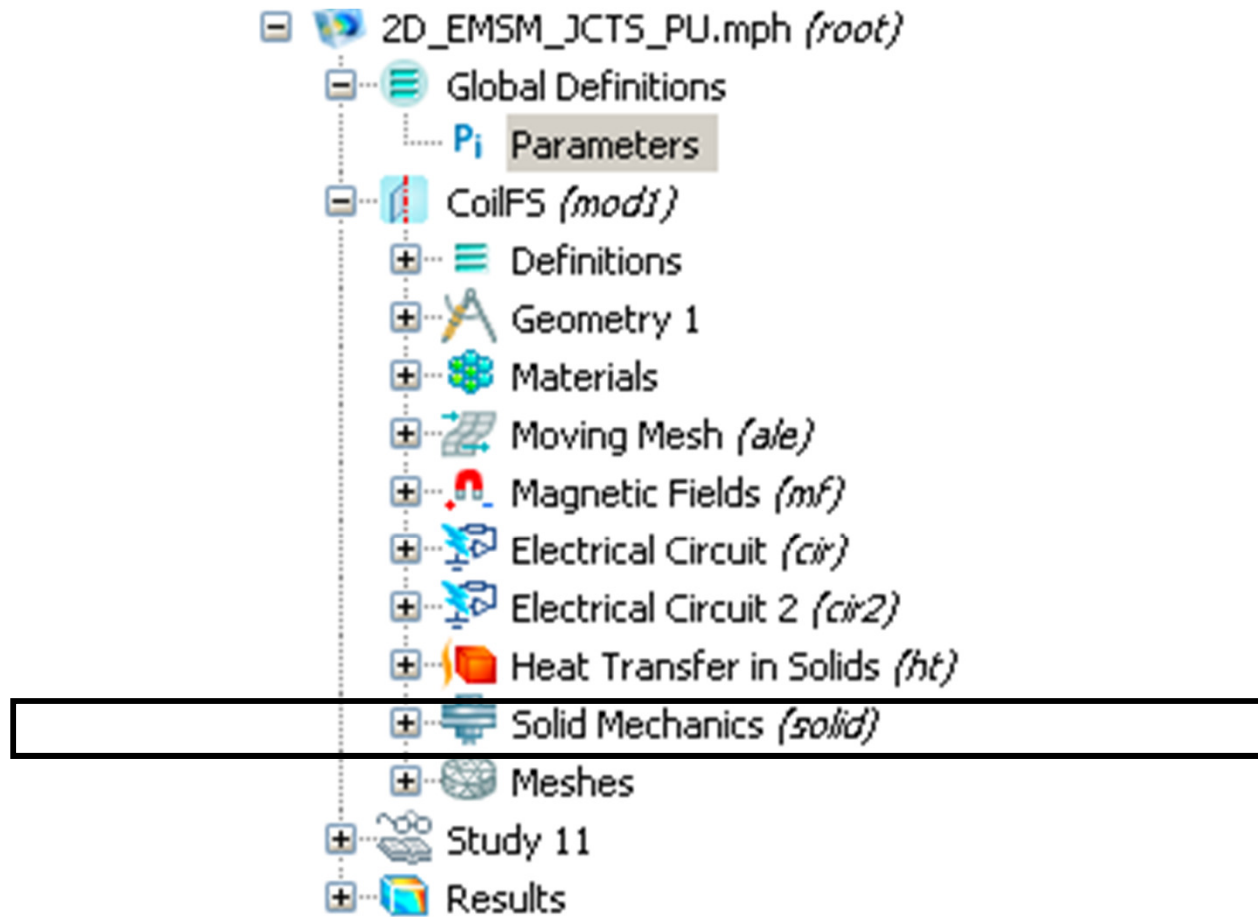 2D_EMSM_JCTS_PU.mph (root)
Global Definitions
Pi Parameters
CoilFS (mod1)
Definitions
Geometry 1
Materials
Moving Mesh (ale)
Magnetic Fields (mf)
Electrical Circuit (cir)
Electrical Circuit 2 (cir2)
Heat Transfer in Solids (ht)
Solid Mechanics (solid)
Meshes
Study 11
Results